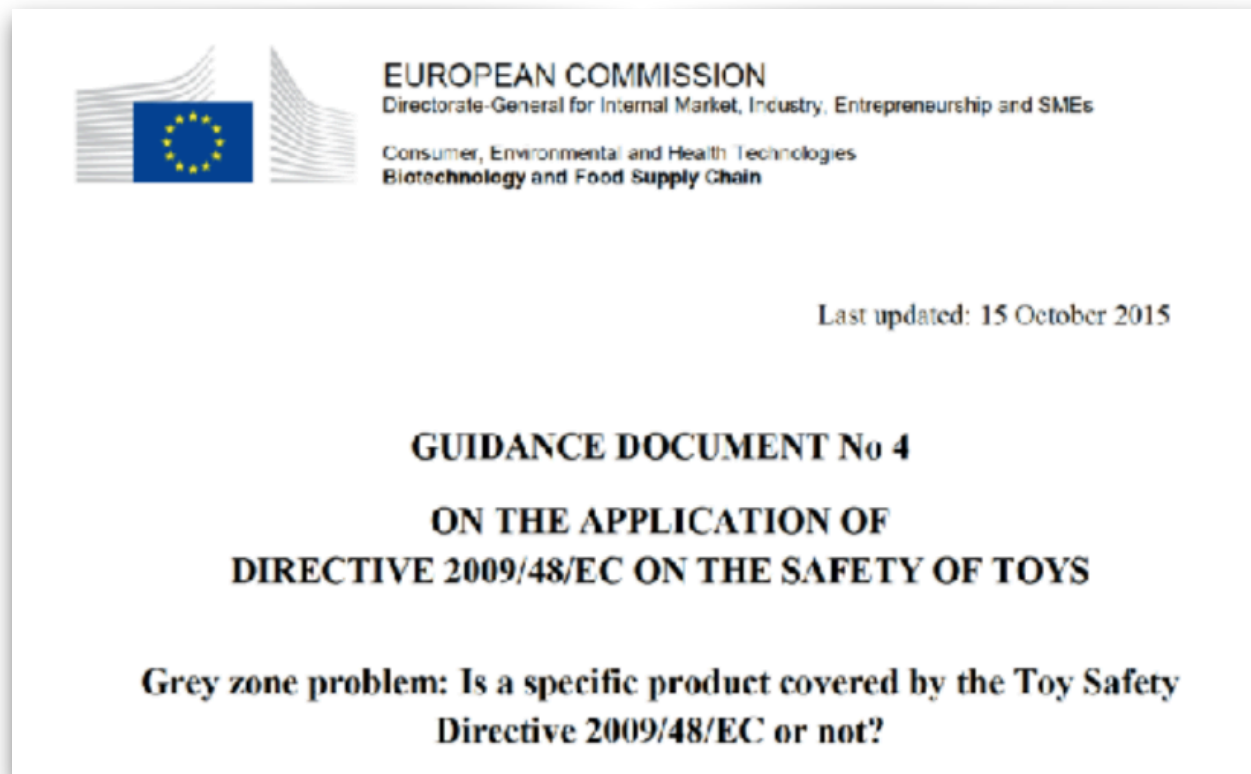 EUROPEAN COMMISSION
Directorate-General for Internal Market, Industry, Entrepreneurship and SMEs
Consumer, Environmental and Health Technologies
Biotechnology and Food Supply Chain
Last updated: 15 October 2015
GUIDANCE DOCUMENT No 4
ON THE APPLICATION OF
DIRECTIVE 2009/48/EC ON THE SAFETY OF TOYS
Grey zone problem: Is a specific product covered by the Toy Safety
Directive 2009/48/EC or not?